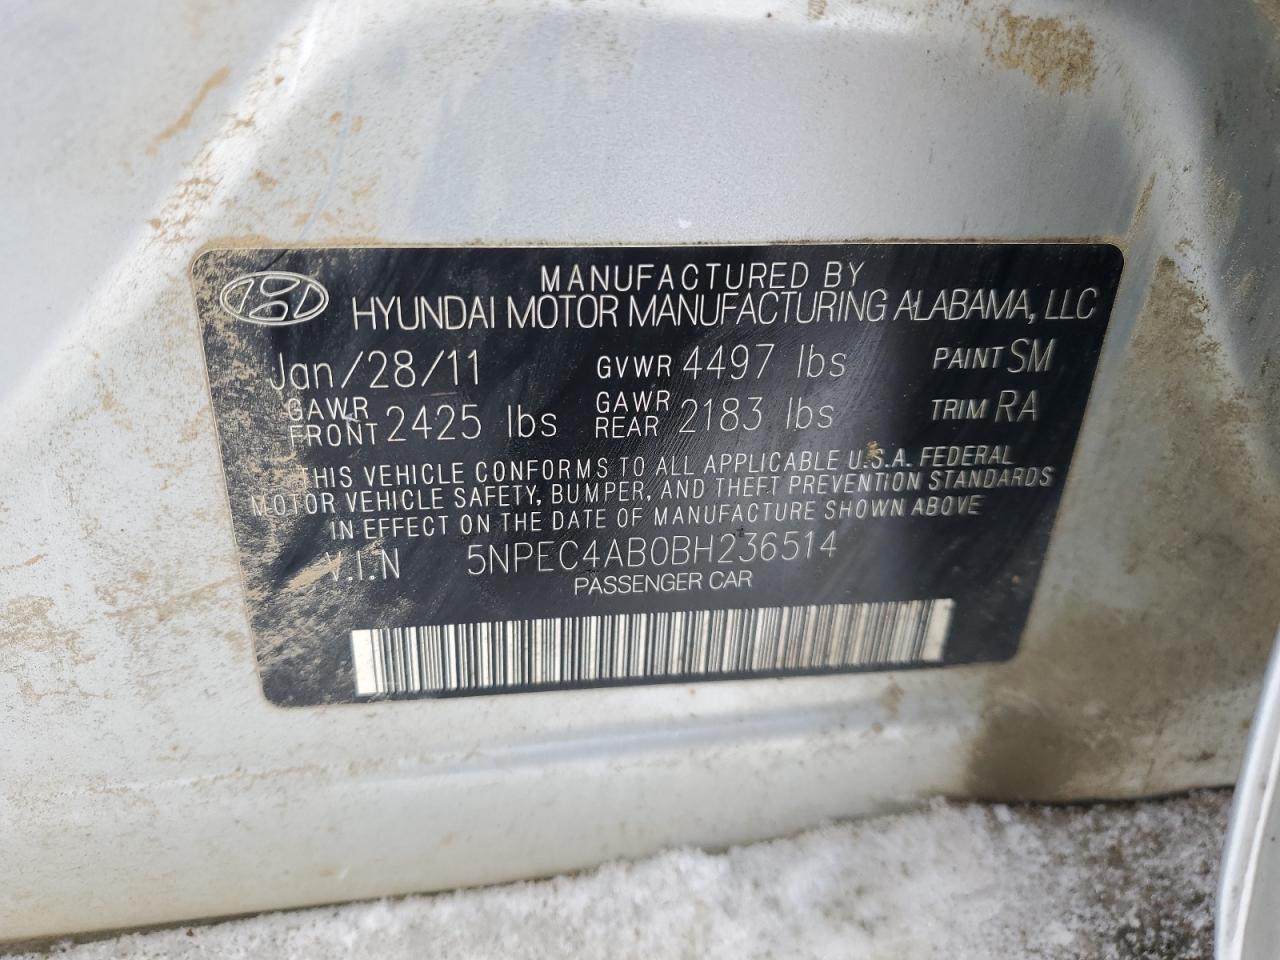 MANUFACTURED BY
HYUNDAI MOTOR MANUFACTURING ALABAMA, LLC
Jan/28/11 GVWR 4497 lbs PAINT SM
GAWR FRONT 2425 lbs GAWR REAR 2183 lbs TRIM RA
THIS VEHICLE CONFORMS TO ALL APPLICABLE U.S.A. FEDERAL
MOTOR VEHICLE SAFETY, BUMPER, AND THEFT PREVENTION STANDARDS
IN EFFECT ON THE DATE OF MANUFACTURE SHOWN ABOVE
V.I.N 5NPEC4AB0BH236514
PASSENGER CAR